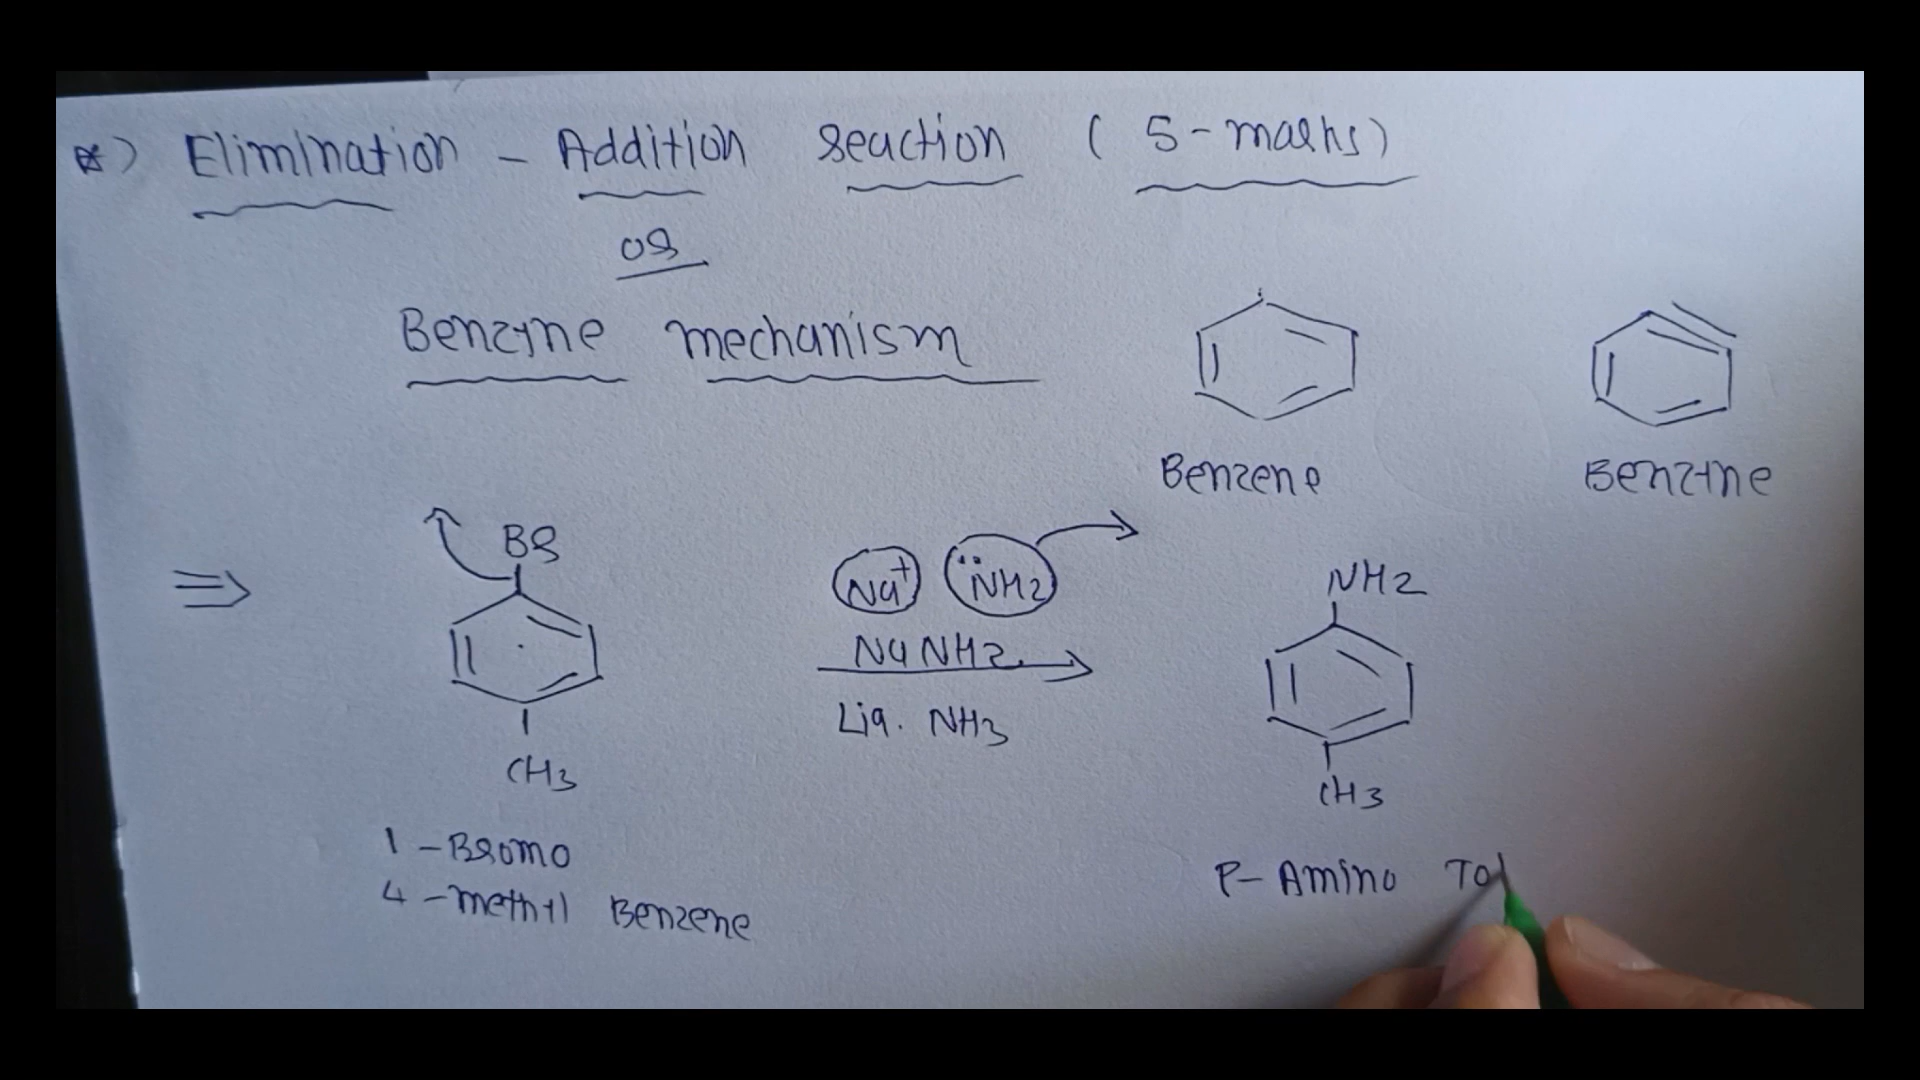 *) Elimination - Addition reaction ( 5 - marks)
or
Benzyne mechanism
Benzene
Benzyne
Br
CH3
1 - Bromo
4 - methyl Benzene
Na+ :NH2
NaNH2
Liq. NH3
NH2
CH3
P- Amino Tol